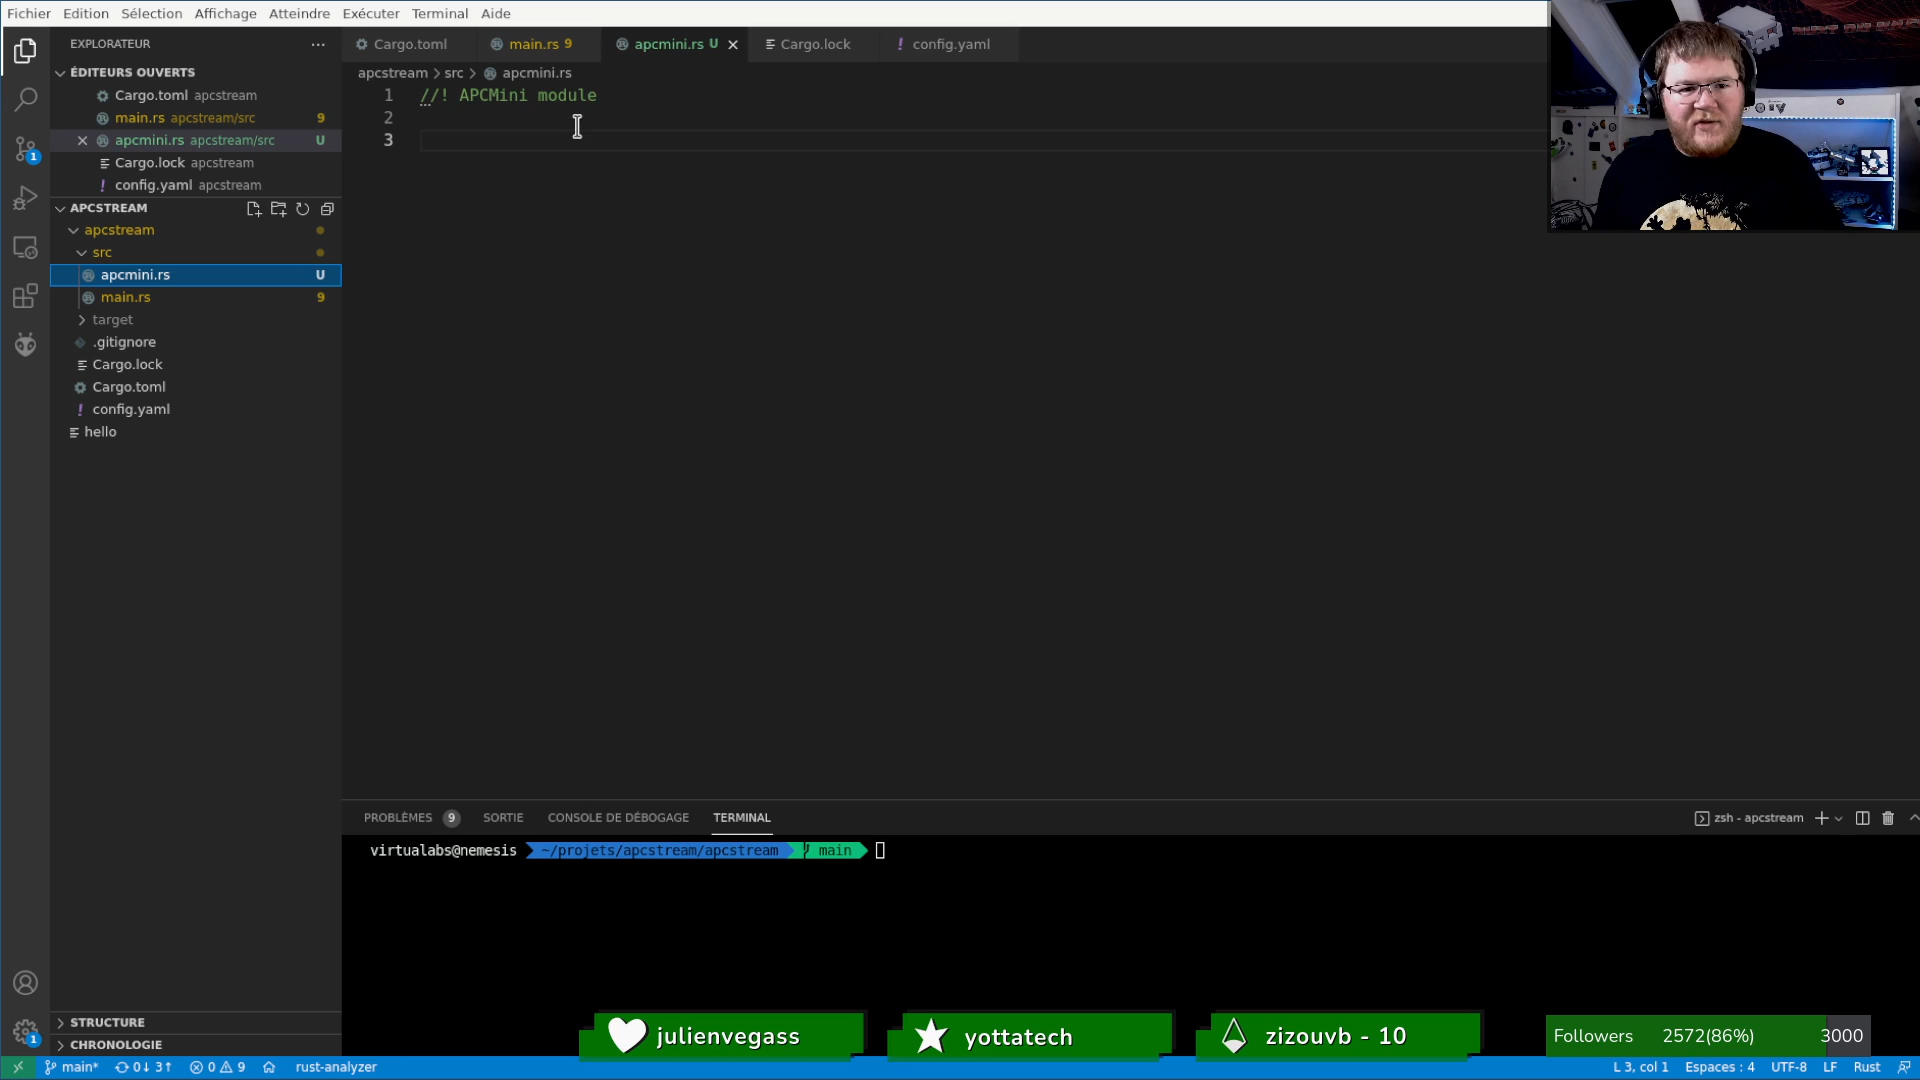 Fichier Edition Sélection Affichage Atteindre Exécuter Terminal Aide
EXPLORATEUR
Cargo.toml
main.rs 9
apcmini.rs U
Cargo.lock
config.yaml
ÉDITEURS OUVERTS
Cargo.toml apcstream
main.rs apcstream/src 9
apcmini.rs apcstream/src U
Cargo.lock apcstream
config.yaml apcstream
APCSTREAM
apcstream
src
apcmini.rs U
main.rs 9
target
.gitignore
Cargo.lock
Cargo.toml
config.yaml
hello
STRUCTURE
CHRONOLOGIE
apcstream > src > apcmini.rs
1 //! APCMini module
2
3
PROBLÈMES 9 SORTIE CONSOLE DE DÉBOGAGE TERMINAL
zsh - apcstream
virtualabs@nemesis ~/projets/apcstream/apcstream main
julienvegass
yottatech
zizouvb - 10
Followers 2572(86%) 3000
1
1
main* 0↓ 3↑ 0 9 rust-analyzer
L 3, col 1 Espaces : 4 UTF-8 LF Rust